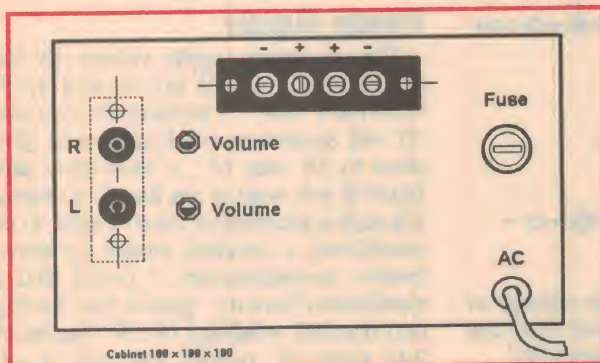 - + + -
Fuse
R Volume
L Volume
AC
Cabinet 100 × 100 × 100